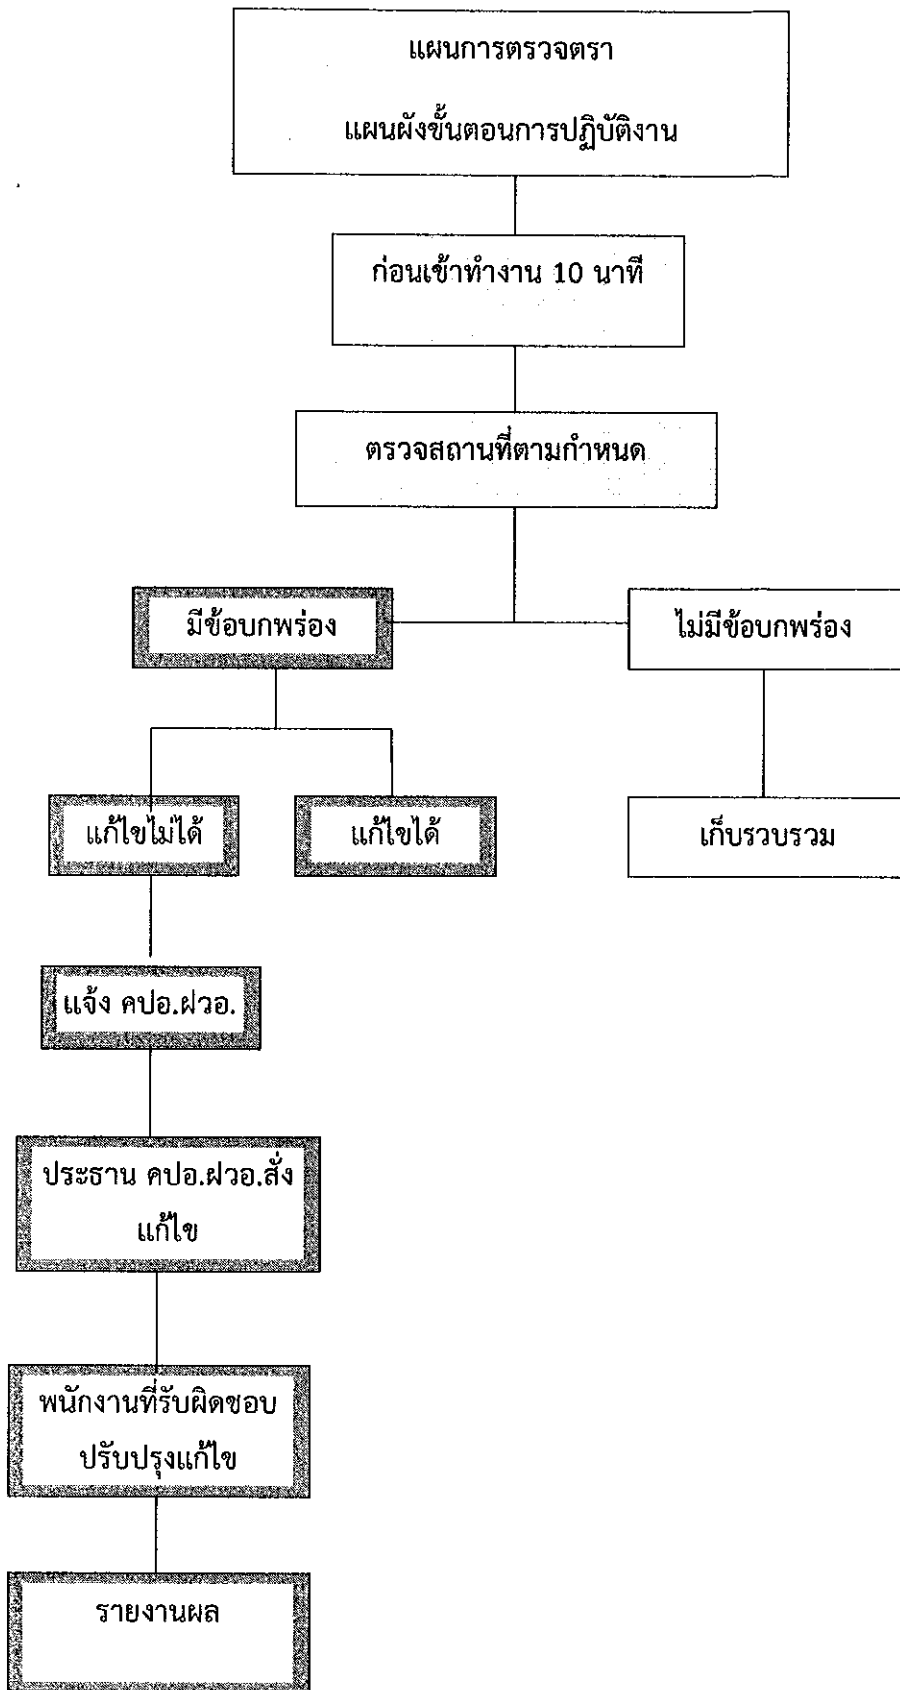 แผนการตรวจตรา
แผนผังขั้นตอนการปฏิบัติงาน
ก่อนเข้าทำงาน 10 นาที
ตรวจสถานที่ตามกำหนด
มีข้อบกพร่อง
ไม่มีข้อบกพร่อง
แก้ไขไม่ได้
แก้ไขได้
เก็บรวบรวม
แจ้ง คปอ.ฝวอ.
ประธาน คปอ.ฝวอ.สั่ง
แก้ไข
พนักงานที่รับผิดชอบ
ปรับปรุงแก้ไข
รายงานผล